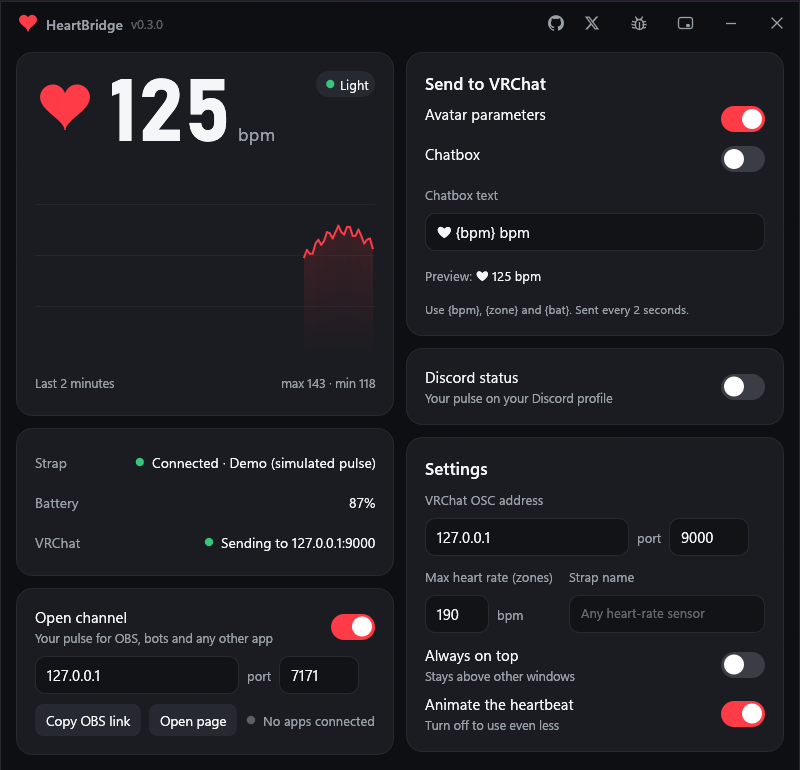 HeartBridge v0.3.0
125 bpm
Light
Last 2 minutes
max 143 · min 118
Strap
Connected · Demo (simulated pulse)
Battery
87%
VRChat
Sending to 127.0.0.1:9000
Open channel
Your pulse for OBS, bots and any other app
127.0.0.1 port 7171
Copy OBS link
Open page
No apps connected
Send to VRChat
Avatar parameters
Chatbox
Chatbox text
♥ {bpm} bpm
Preview: ♥ 125 bpm
Use {bpm}, {zone} and {bat}. Sent every 2 seconds.
Discord status
Your pulse on your Discord profile
Settings
VRChat OSC address
127.0.0.1 port 9000
Max heart rate (zones) Strap name
190 bpm Any heart-rate sensor
Always on top
Stays above other windows
Animate the heartbeat
Turn off to use even less